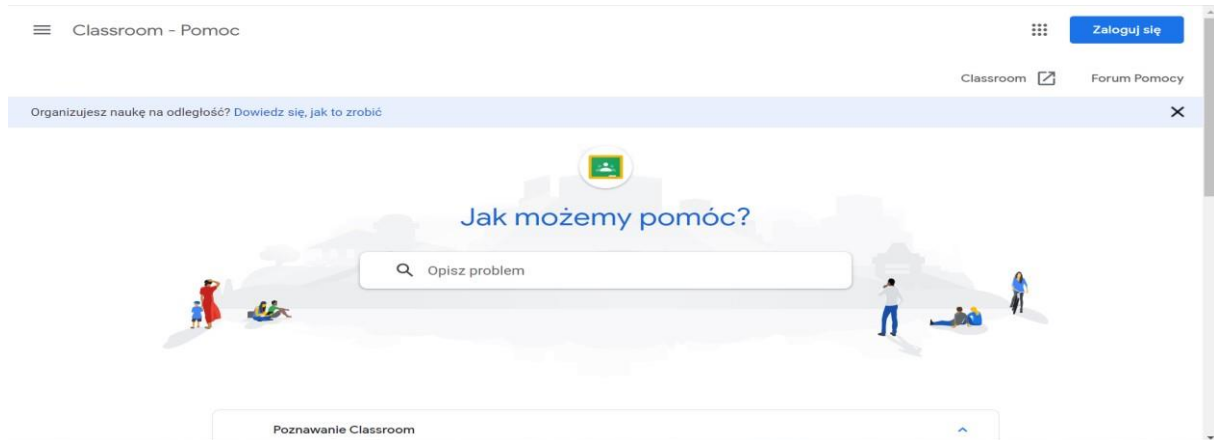 Classroom - Pomoc
Zaloguj się
Classroom
Forum Pomocy
Organizujesz naukę na odległość? Dowiedz się, jak to zrobić
Jak możemy pomóc?
Opisz problem
Poznawanie Classroom